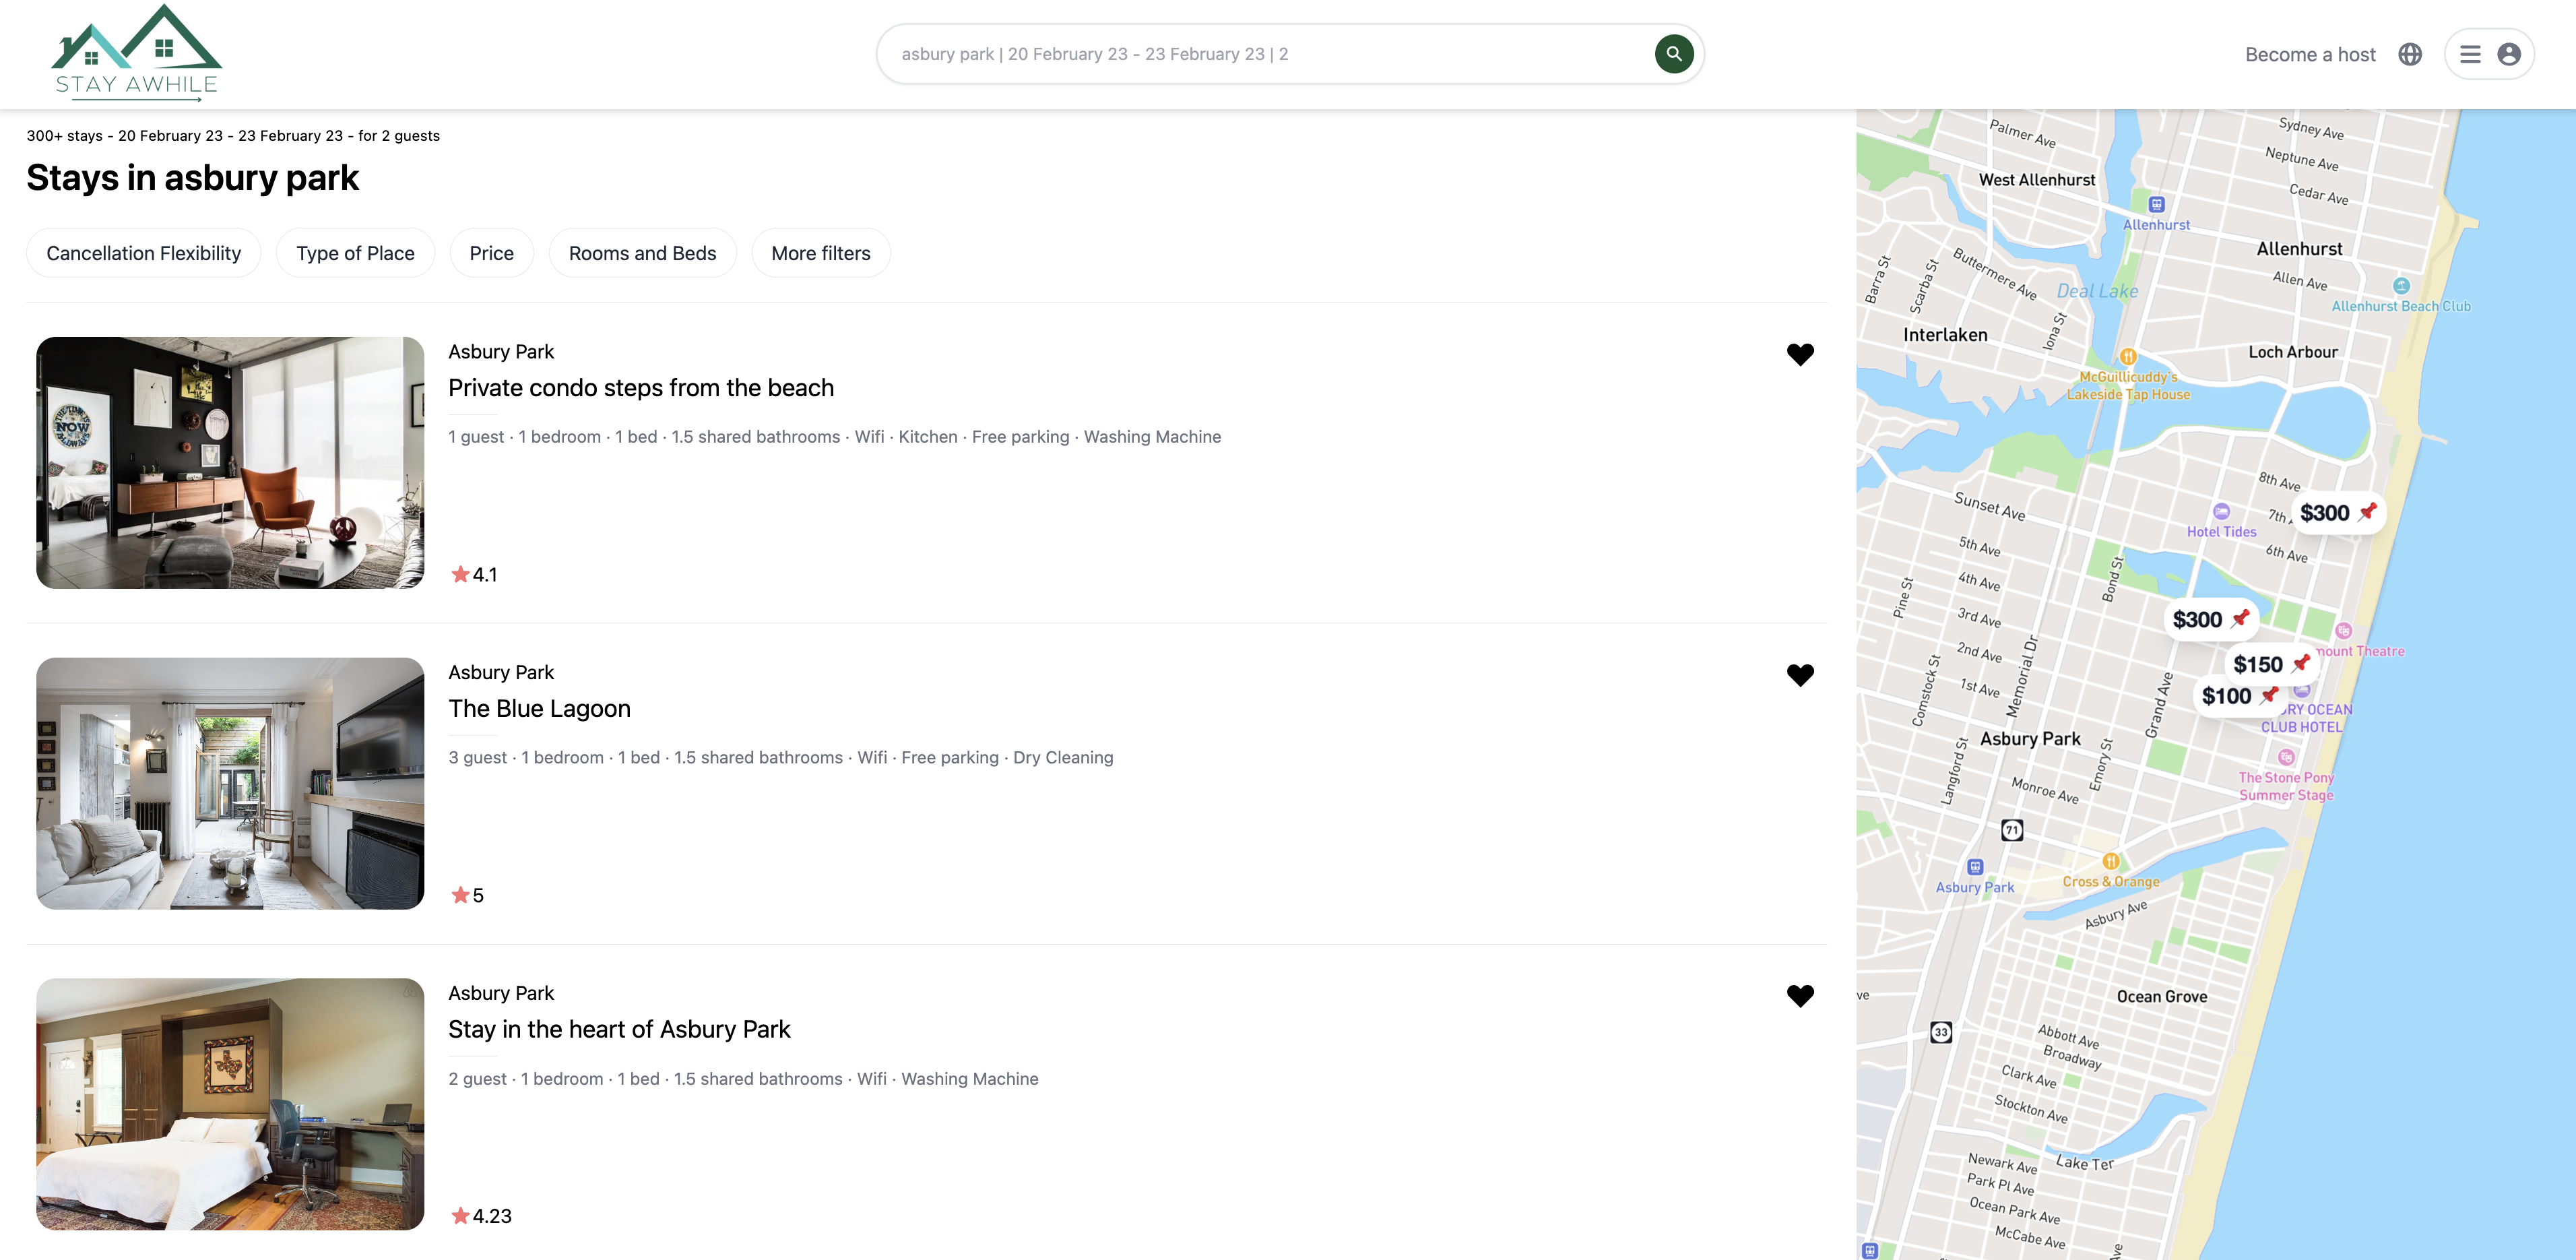 STAY AWHILE
asbury park | 20 February 23 - 23 February 23 | 2
Become a host
300+ stays - 20 February 23 - 23 February 23 - for 2 guests
Stays in asbury park
Cancellation Flexibility
Type of Place
Price
Rooms and Beds
More filters
Asbury Park
Private condo steps from the beach
1 guest · 1 bedroom · 1 bed · 1.5 shared bathrooms · Wifi · Kitchen · Free parking · Washing Machine
4.1
NOW
Asbury Park
The Blue Lagoon
3 guest · 1 bedroom · 1 bed · 1.5 shared bathrooms · Wifi · Free parking · Dry Cleaning
5
Asbury Park
Stay in the heart of Asbury Park
2 guest · 1 bedroom · 1 bed · 1.5 shared bathrooms · Wifi · Washing Machine
4.23
Palmer Ave
Sydney Ave
Neptune Ave
West Allenhurst
Cedar Ave
Allenhurst
Allenhurst
Buttermere Ave
Barra St
Scarba St
Allen Ave
Deal Lake
Allenhurst Beach Club
Iona St
Interlaken
Loch Arbour
McGuillicuddy's
Lakeside Tap House
8th Ave
Sunset Ave
$300
7th
Hotel Tides
5th Ave
6th Ave
4th Ave
Bond St
Pine St
3rd Ave
$300
2nd Ave
mount Theatre
$150
1st Ave
Memorial Dr
Comstock St
$100
Grand Ave
RY OCEAN
CLUB HOTEL
Asbury Park
Emory St
Langford St
The Stone Pony
Summer Stage
Monroe Ave
71
Cross & Orange
Asbury Park
Asbury Ave
Ocean Grove
ve
33
Abbott Ave
Broadway
Clark Ave
Stockton Ave
Newark Ave
Lake Ter
Park Pl Ave
Ocean Park Ave
McCabe Ave
Ave